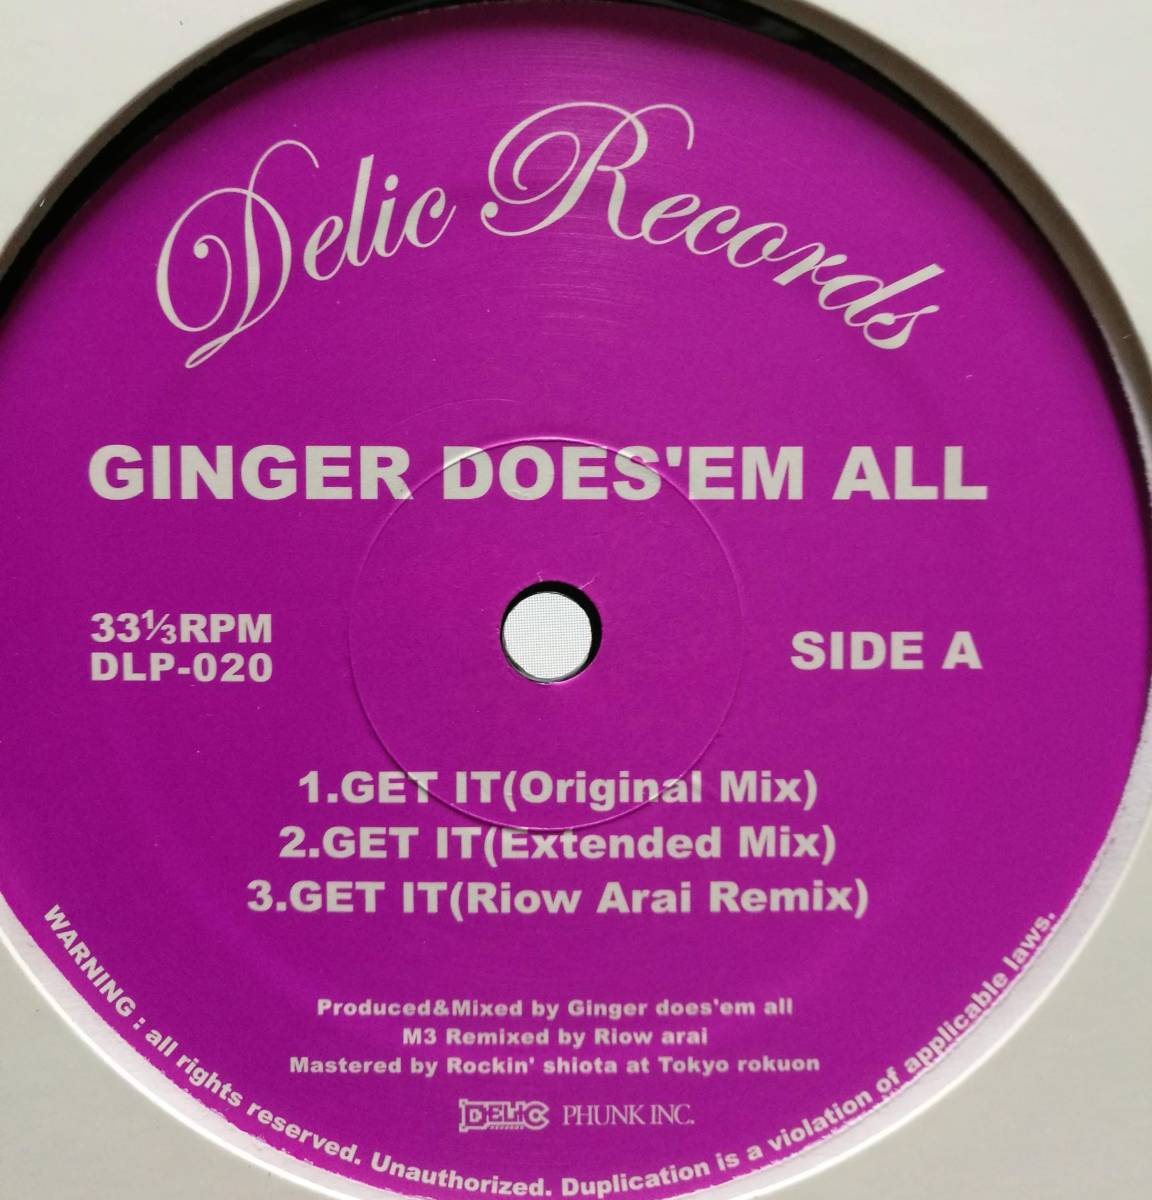 Delic Records
GINGER DOES'EM ALL
33⅓RPM
DLP-020
SIDE A
1.GET IT(Original Mix)
2.GET IT(Extended Mix)
3.GET IT(Riow Arai Remix)
Produced&Mixed by Ginger does'em all
M3 Remixed by Riow arai
Mastered by Rockin' shiota at Tokyo rokuon
DELIC RECORDS PHUNK INC.
WARNING : all rights reserved. Unauthorized. Duplication is a violation of applicable laws.